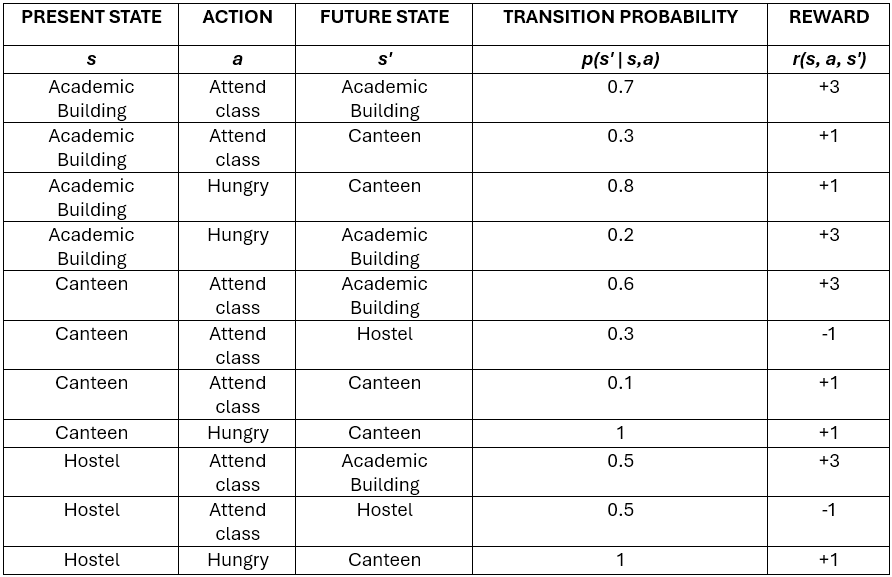 PRESENT STATE ACTION FUTURE STATE TRANSITION PROBABILITY REWARD
s a s' p(s' | s,a) r(s, a, s')
Academic Building Attend class Academic Building 0.7 +3
Academic Building Attend class Canteen 0.3 +1
Academic Building Hungry Canteen 0.8 +1
Academic Building Hungry Academic Building 0.2 +3
Canteen Attend class Academic Building 0.6 +3
Canteen Attend class Hostel 0.3 -1
Canteen Attend class Canteen 0.1 +1
Canteen Hungry Canteen 1 +1
Hostel Attend class Academic Building 0.5 +3
Hostel Attend class Hostel 0.5 -1
Hostel Hungry Canteen 1 +1